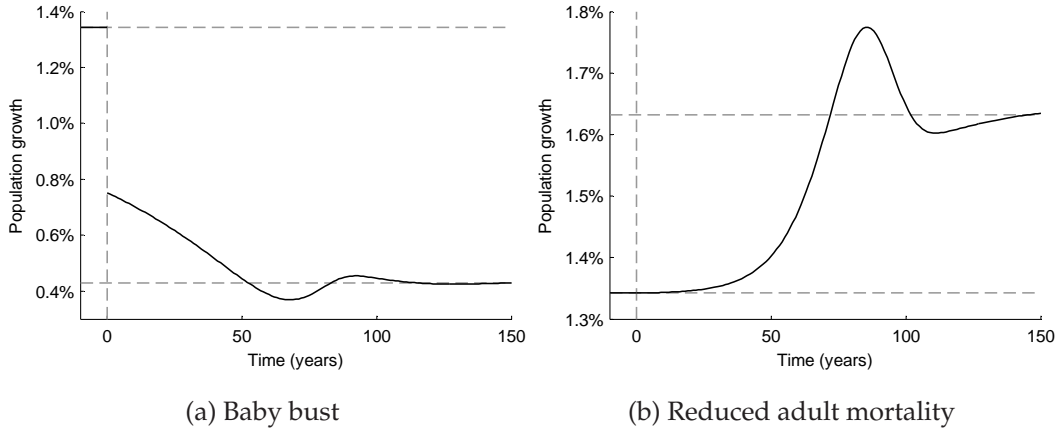 1.4%
1.2%
1.0%
0.8%
0.6%
0.4%
Population growth
0 50 100 150
Time (years)
(a) Baby bust
1.8%
1.7%
1.6%
1.5%
1.4%
1.3%
Population growth
0 50 100 150
Time (years)
(b) Reduced adult mortality